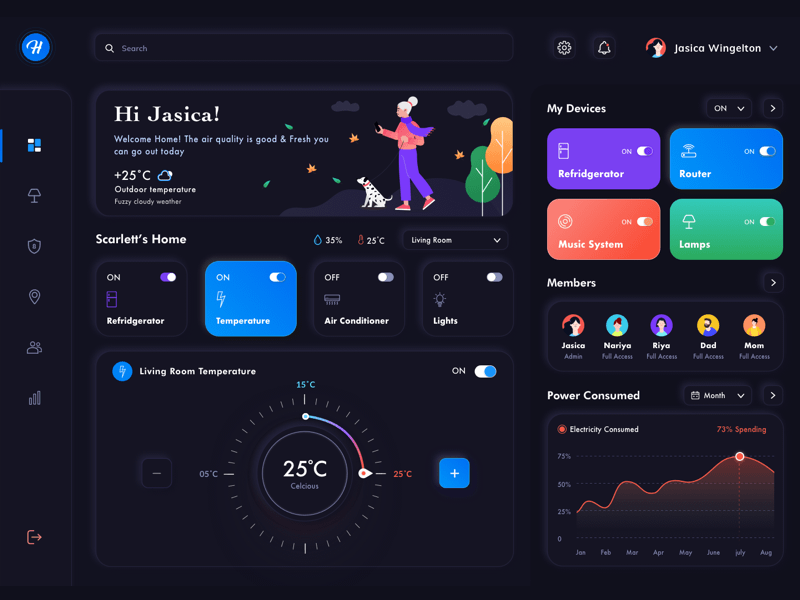 H
Search
Jasica Wingelton
Hi Jasica!
Welcome Home! The air quality is good & Fresh you
can go out today
+25°C
Outdoor temperature
Fuzzy cloudy weather
Scarlett's Home
35%
25°C
Living Room
ON
Refridgerator
ON
Temperature
OFF
Air Conditioner
OFF
Lights
Living Room Temperature
ON
15°C
05°C
25°C
Celcious
25°C
My Devices
ON
ON
Refridgerator
ON
Router
ON
Music System
ON
Lamps
Members
Jasica
Admin
Nariya
Full Access
Riya
Full Access
Dad
Full Access
Mom
Full Access
Power Consumed
Month
Electricity Consumed
73% Spending
75%
50%
25%
0
Jan Feb Mar Apr May June july Aug